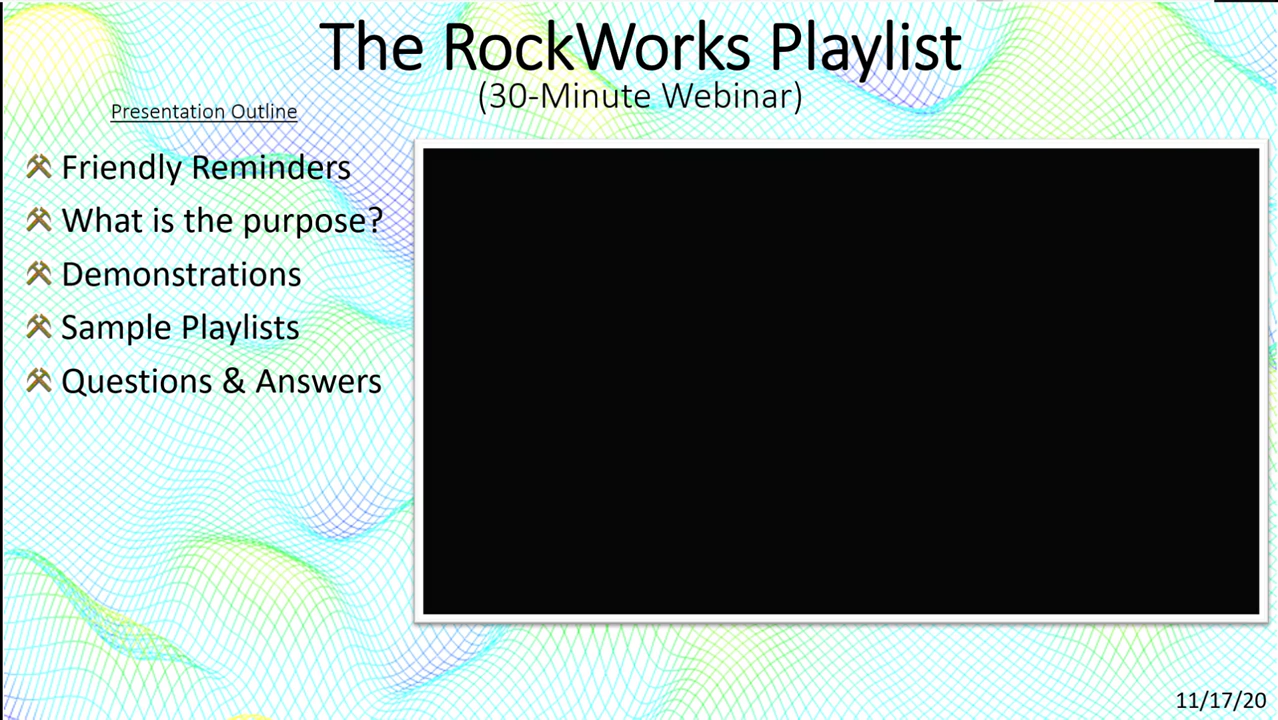 The RockWorks Playlist
(30-Minute Webinar)
Presentation Outline
Friendly Reminders
What is the purpose?
Demonstrations
Sample Playlists
Questions & Answers
11/17/20